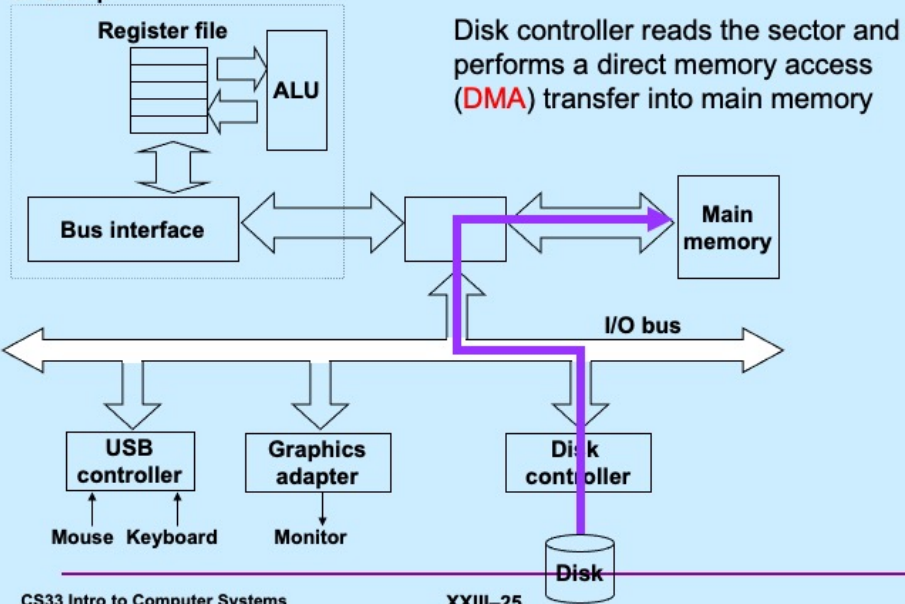 Register file
ALU
Disk controller reads the sector and
performs a direct memory access
(DMA) transfer into main memory
Bus interface
Main
memory
I/O bus
USB
controller
Graphics
adapter
Disk
controller
Mouse Keyboard
Monitor
Disk
CS33 Intro to Computer Systems
XXIII–25